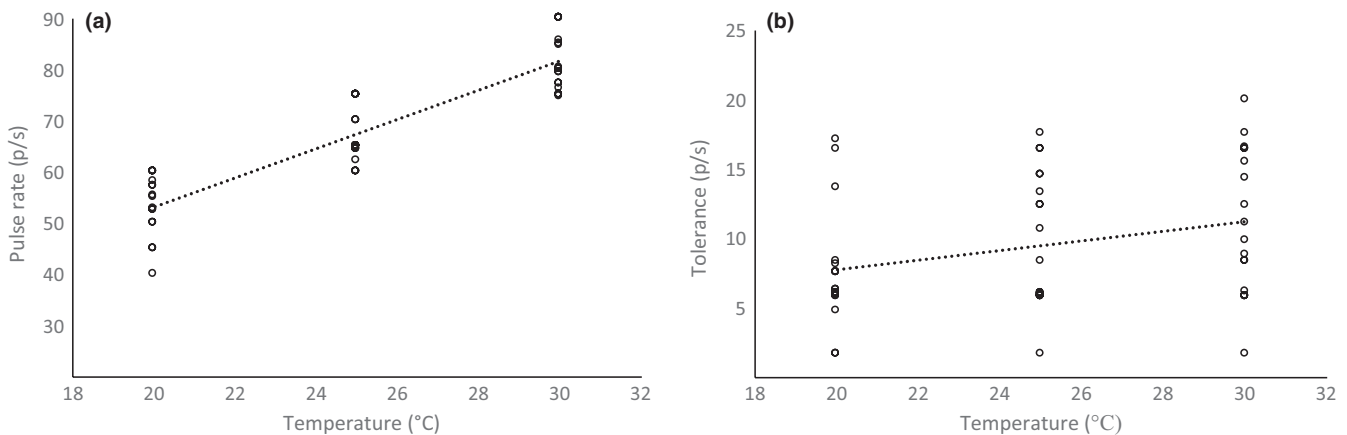 (a)
90
80
70
60
50
40
30
Pulse rate (p/s)
18 20 22 24 26 28 30 32
Temperature (°C)
(b)
25
20
15
10
5
Tolerance (p/s)
18 20 22 24 26 28 30 32
Temperature (°C)